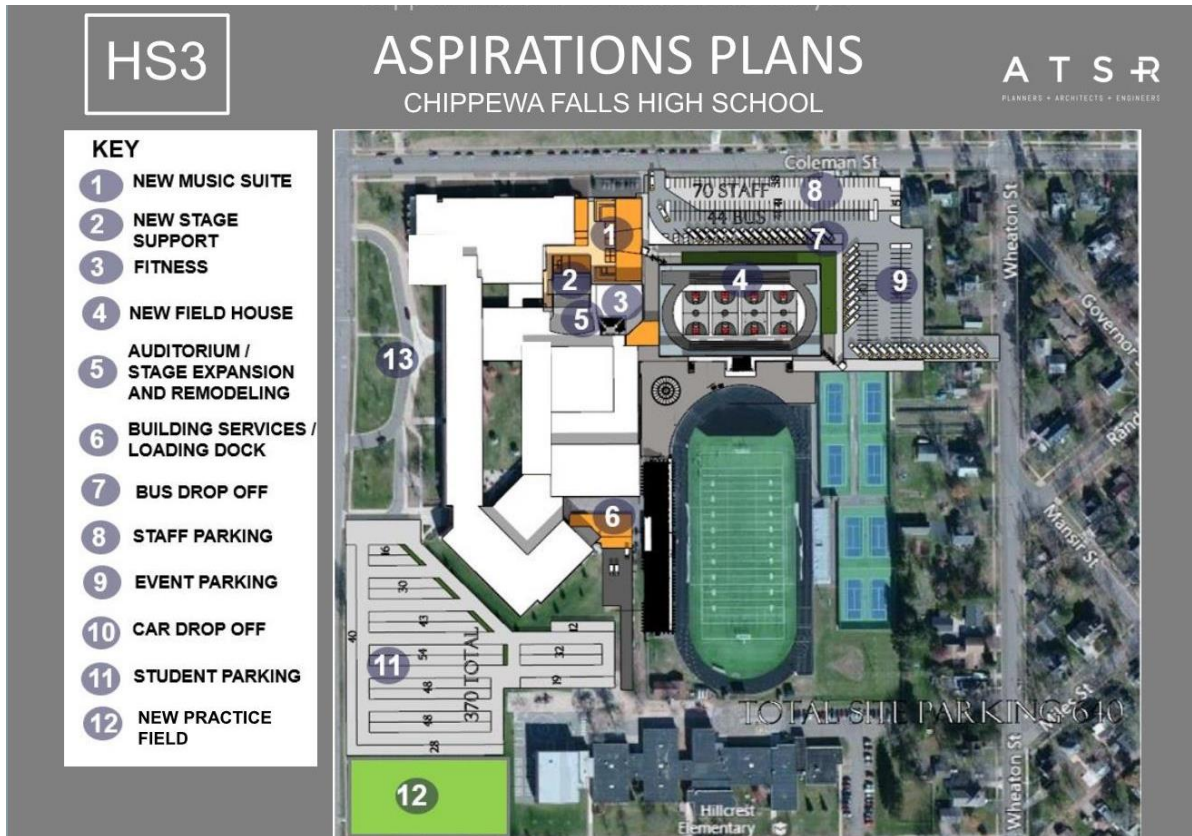 HS3
ASPIRATIONS PLANS
CHIPPEWA FALLS HIGH SCHOOL
ATSR
PLANNERS + ARCHITECTS + ENGINEERS
KEY
1 NEW MUSIC SUITE
2 NEW STAGE
SUPPORT
3 FITNESS
4 NEW FIELD HOUSE
5 AUDITORIUM /
STAGE EXPANSION
AND REMODELING
6 BUILDING SERVICES /
LOADING DOCK
7 BUS DROP OFF
8 STAFF PARKING
9 EVENT PARKING
10 CAR DROP OFF
11 STUDENT PARKING
12 NEW PRACTICE
FIELD
Coleman St
70 STAFF
8
38
44 BUS
7
1
2
3
4
9
5
13
6
Wheaton St
Governor
Mansir St
16
30
43
40
54
11
370 TOTAL
48
48
28
12
32
19
TOTAL SITE PARKING 640
Wheaton St
12
Hillcrest
Elementary